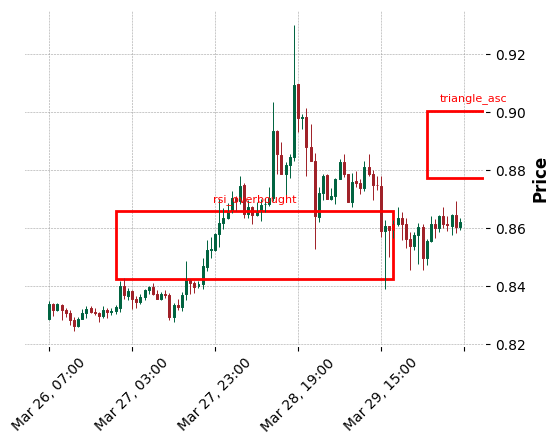 0.92
triangle_asc
0.90
0.88
Price
rsi_overbought
0.86
0.84
0.82
Mar 26, 07:00
Mar 27, 03:00
Mar 27, 23:00
Mar 28, 19:00
Mar 29, 15:00